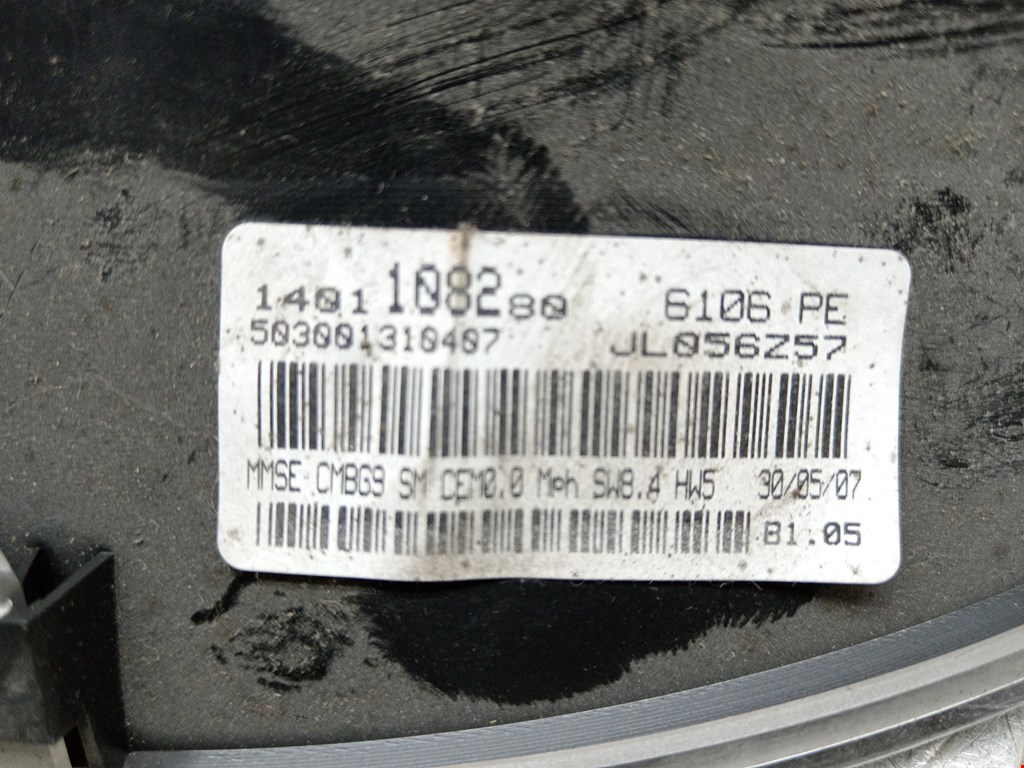 1401 1082 80 6106 PE
503001310407 JL056Z57
MMSE CMBG9 SM CEM0.0 Mph SW8.4 HW5 30/05/07
B1.05